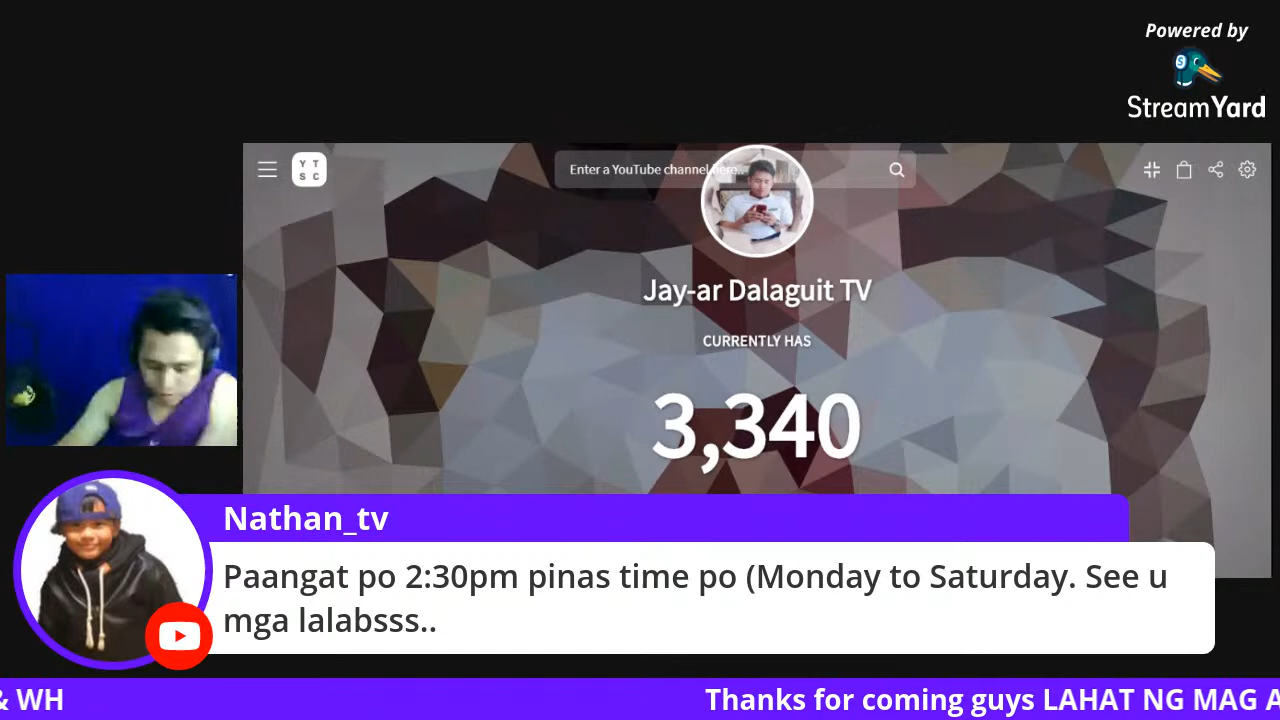 Powered by
StreamYard
Y T
S C
Enter a YouTube channel here...
Jay-ar Dalaguit TV
CURRENTLY HAS
3,340
Nathan_tv
Paangat po 2:30pm pinas time po (Monday to Saturday. See u
mga lalabsss..
& WH
Thanks for coming guys LAHAT NG MAG A